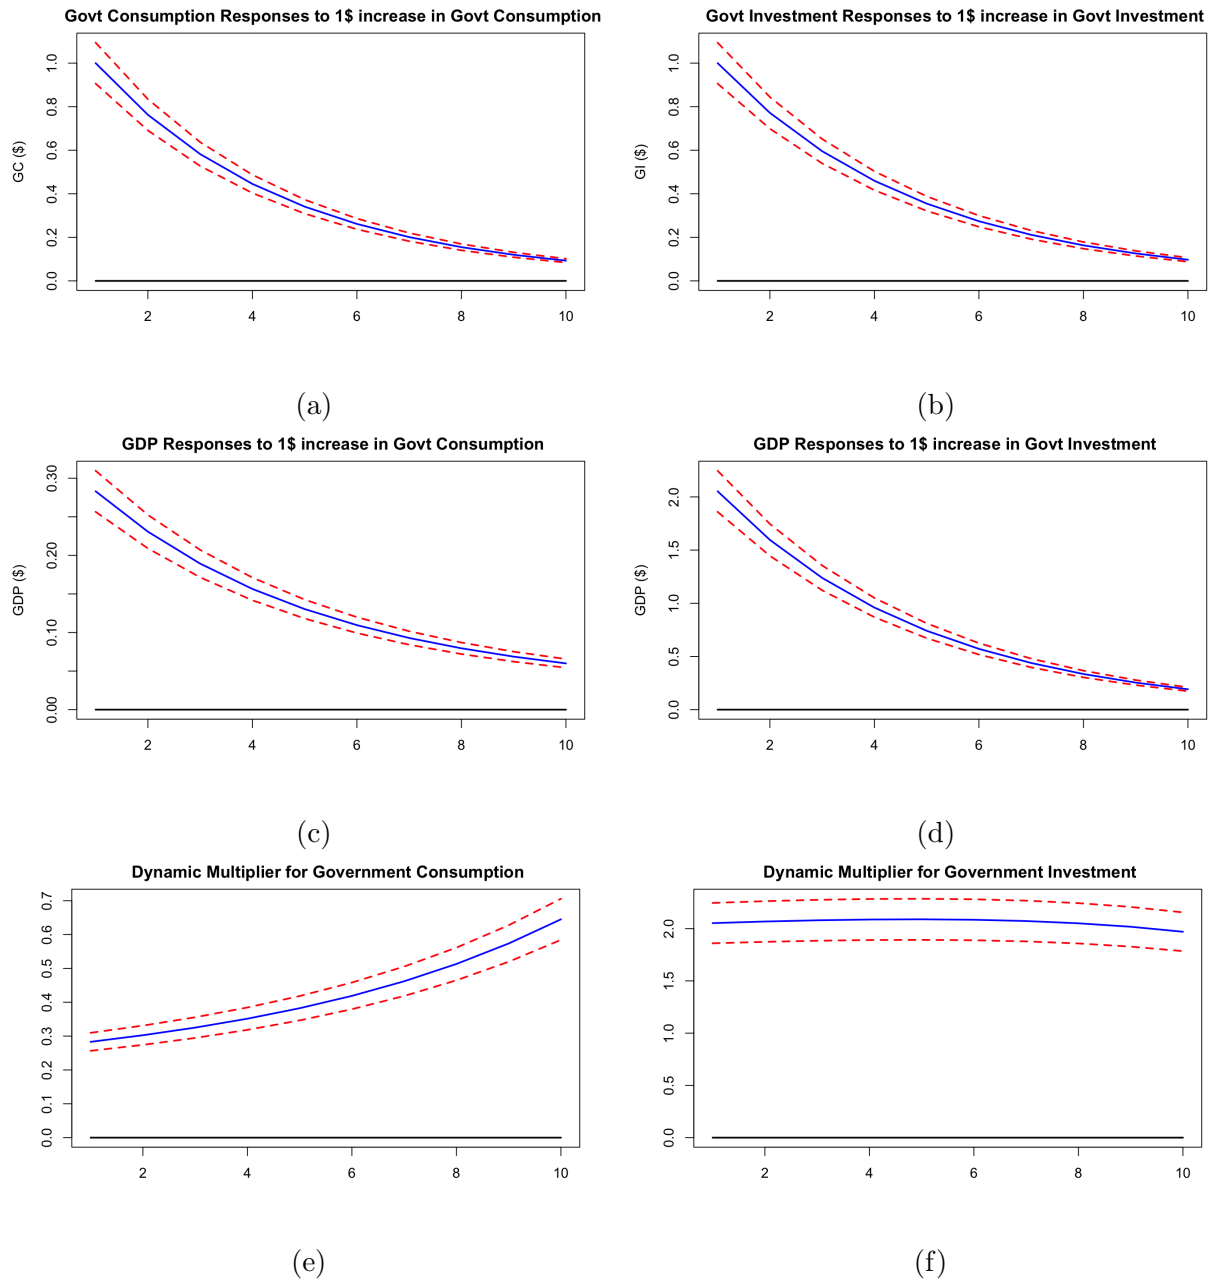 Govt Consumption Responses to 1$ increase in Govt Consumption
GC ($)
0.0 0.2 0.4 0.6 0.8 1.0
2 4 6 8 10
(a)
Govt Investment Responses to 1$ increase in Govt Investment
GI ($)
0.0 0.2 0.4 0.6 0.8 1.0
2 4 6 8 10
(b)
GDP Responses to 1$ increase in Govt Consumption
GDP ($)
0.00 0.10 0.20 0.30
2 4 6 8 10
(c)
GDP Responses to 1$ increase in Govt Investment
GDP ($)
0.0 0.5 1.0 1.5 2.0
2 4 6 8 10
(d)
Dynamic Multiplier for Government Consumption
0.0 0.1 0.2 0.3 0.4 0.5 0.6 0.7
2 4 6 8 10
(e)
Dynamic Multiplier for Government Investment
0.0 0.5 1.0 1.5 2.0
2 4 6 8 10
(f)